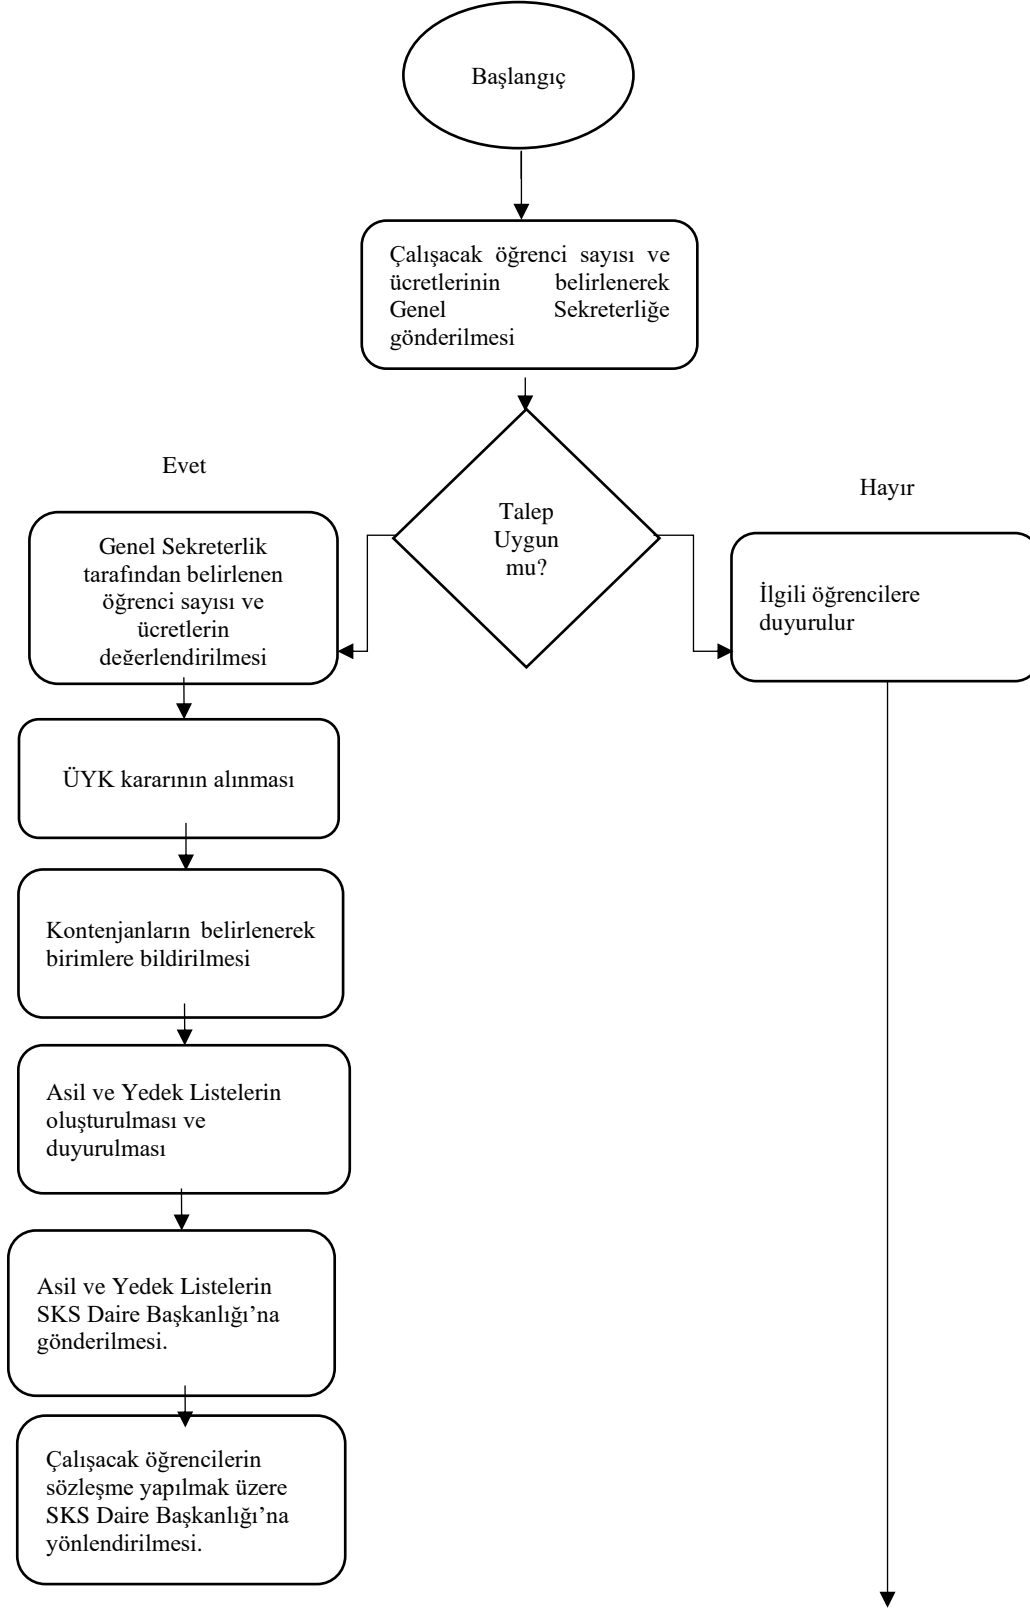 Başlangıç
Çalışacak öğrenci sayısı ve
ücretlerinin belirlenerek
Genel Sekreterliğe
gönderilmesi
Evet
Hayır
Talep
Uygun
mu?
Genel Sekreterlik
tarafından belirlenen
öğrenci sayısı ve
ücretlerin
değerlendirilmesi
İlgili öğrencilere
duyurulur
ÜYK kararının alınması
Kontenjanların belirlenerek
birimlere bildirilmesi
Asil ve Yedek Listelerin
oluşturulması ve
duyurulması
Asil ve Yedek Listelerin
SKS Daire Başkanlığı’na
gönderilmesi.
Çalışacak öğrencilerin
sözleşme yapılmak üzere
SKS Daire Başkanlığı’na
yönlendirilmesi.